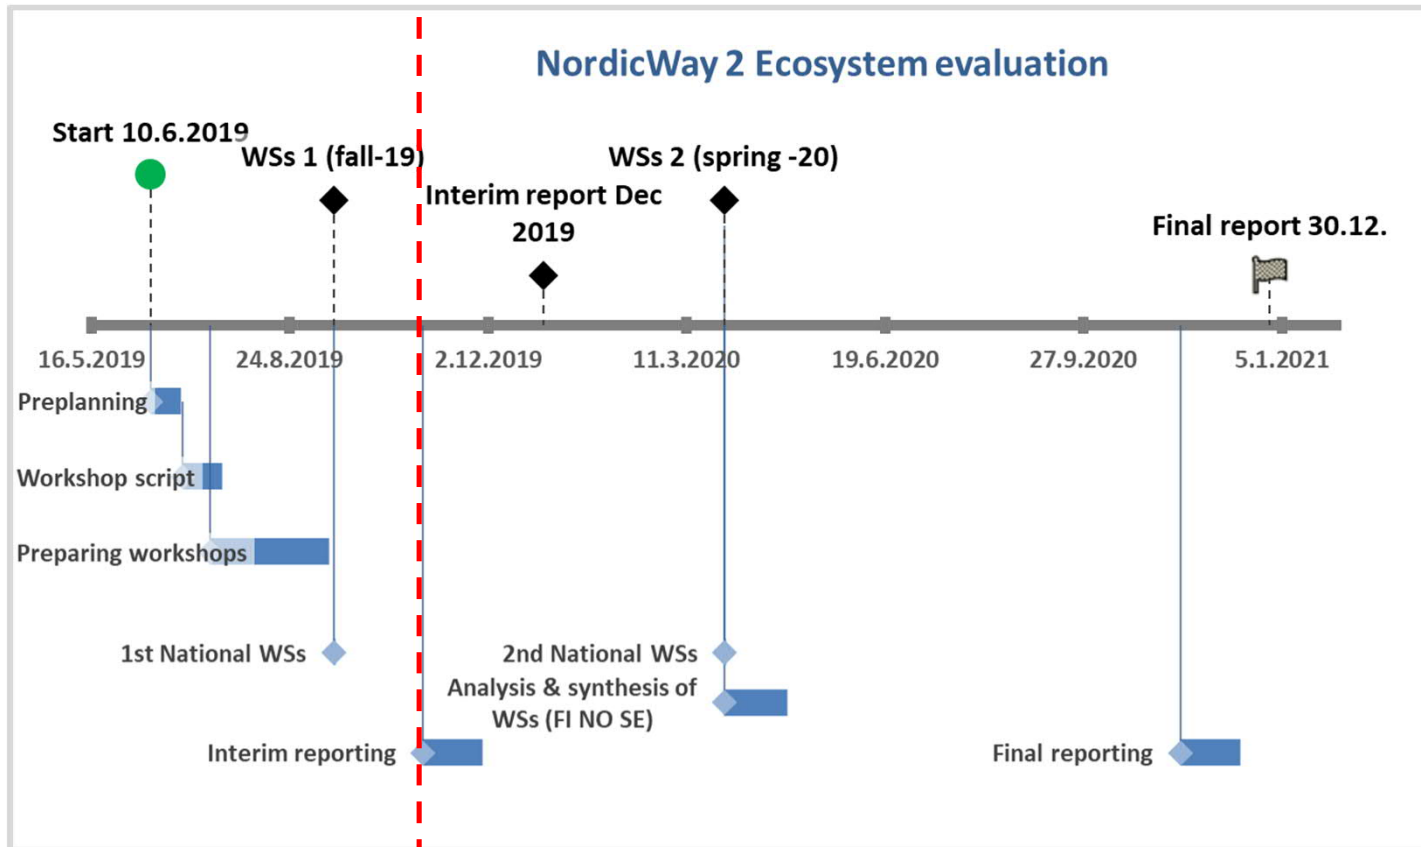 NordicWay 2 Ecosystem evaluation
Start 10.6.2019
WSs 1 (fall-19)
WSs 2 (spring -20)
Interim report Dec
2019
Final report 30.12.
16.5.2019
24.8.2019
2.12.2019
11.3.2020
19.6.2020
27.9.2020
5.1.2021
Preplanning
Workshop script
Preparing workshops
1st National WSs
2nd National WSs
Analysis & synthesis of
WSs (FI NO SE)
Interim reporting
Final reporting